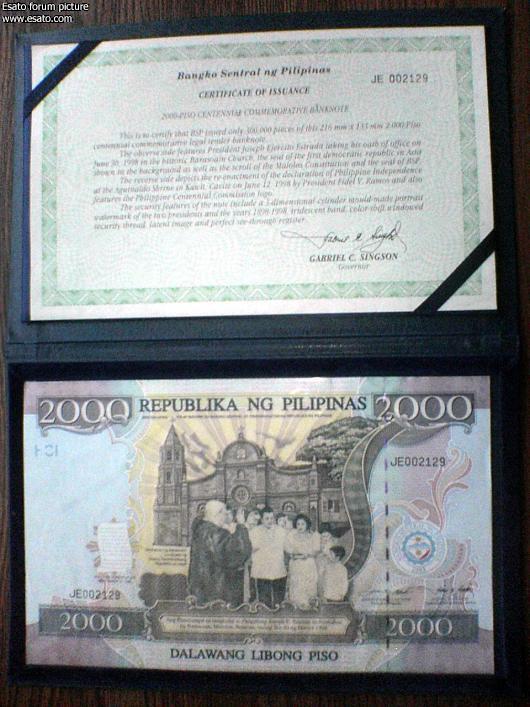 Esato forum picture
www.esato.com
Bangko Sentral ng Pilipinas
JE 002129
CERTIFICATE OF ISSUANCE
2000-PISO CENTENNIAL COMMEMORATIVE BANKNOTE
This is to certify that BSP issued only 300,000 pieces of this 216 mm x 133 mm 2,000-Piso
centennial commemorative legal tender banknote.
The obverse side features President Joseph Ejercito Estrada taking his oath of office on
June 30, 1998 in the historic Barasoain Church, the seat of the first democratic republic in Asia
shown in the background as well as the scroll of the Malolos Constitution and the seal of BSP.
The reverse side depicts the re-enactment of the declaration of Philippine Independence
at the Aguinaldo Shrine in Kawit, Cavite on June 12, 1998 by President Fidel V. Ramos and also
features the Philippine Centennial Commission logo.
The security features of the note include a 3-dimensional cylinder mould-made portrait
watermark of the two presidents and the years 1898-1998, iridescent band, color-shift windowed
security thread, latent image and perfect see-through register.
GABRIEL C. SINGSON
Governor
2000 REPUBLIKA NG PILIPINAS 2000
JE002129
JE002129
2000
2000
DALAWANG LIBONG PISO